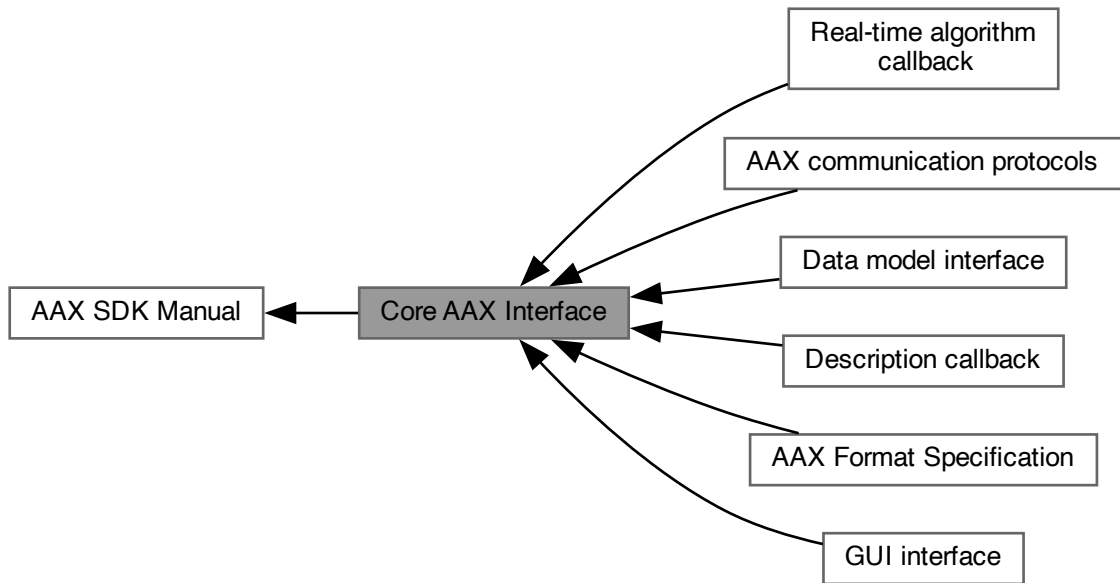 Real-time algorithm
callback
AAX communication protocols
Data model interface
AAX SDK Manual
Core AAX Interface
Description callback
AAX Format Specification
GUI interface